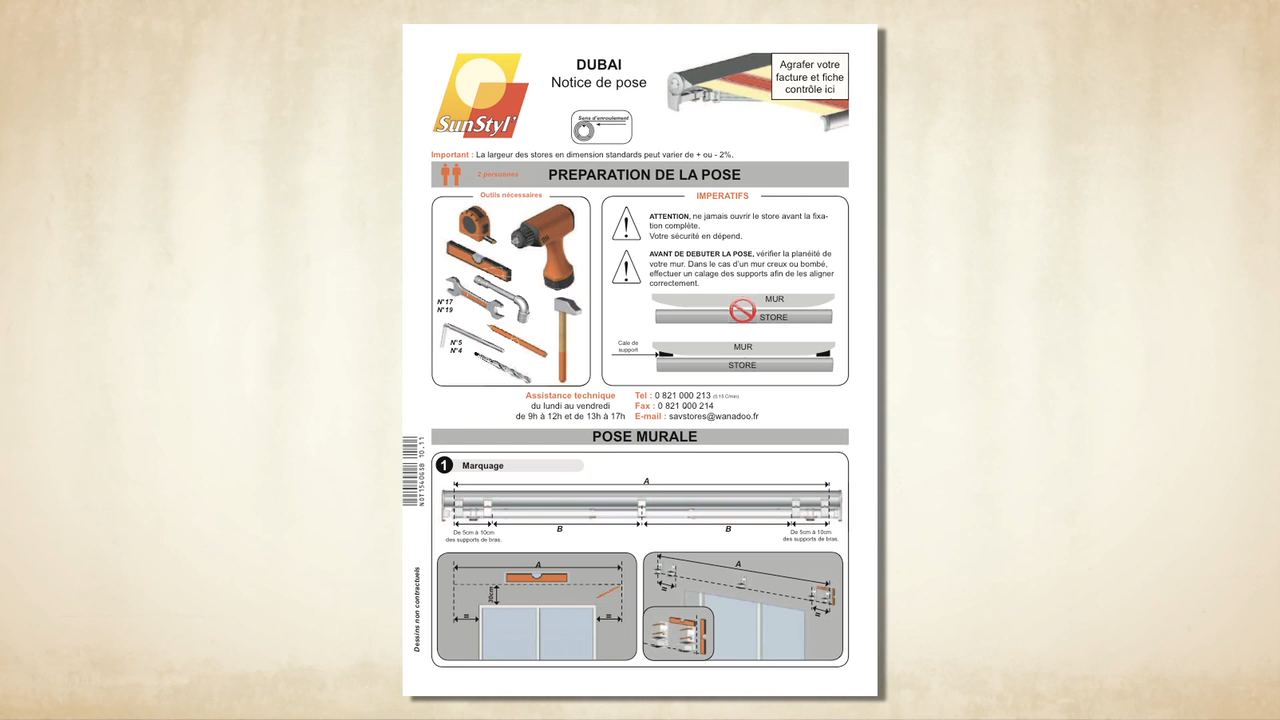 DUBAI
Notice de pose
Agrafer votre
facture et fiche
contrôle ici
SunStyl'
Sens d'enroulement
Important : La largeur des stores en dimension standards peut varier de + ou - 2%.
2 personnes
PREPARATION DE LA POSE
Outils nécessaires
N°17
N°19
N°5
N°4
IMPERATIFS
ATTENTION, ne jamais ouvrir le store avant la fixa-
tion complète.
Votre sécurité en dépend.
AVANT DE DEBUTER LA POSE, vérifier la planéité de
votre mur. Dans le cas d'un mur creux ou bombé,
effectuer un calage des supports afin de les aligner
correctement.
MUR
STORE
Cale de
support
MUR
STORE
Assistance technique
du lundi au vendredi
de 9h à 12h et de 13h à 17h
Tel : 0 821 000 213 (0.15 €/min)
Fax : 0 821 000 214
E-mail : savstores@wanadoo.fr
POSE MURALE
1 Marquage
A
B
B
De 5cm à 10cm
des supports de bras.
De 5cm à 10cm
des supports de bras.
A
30cm
=
=
A
=
=
Dessins non contractuels